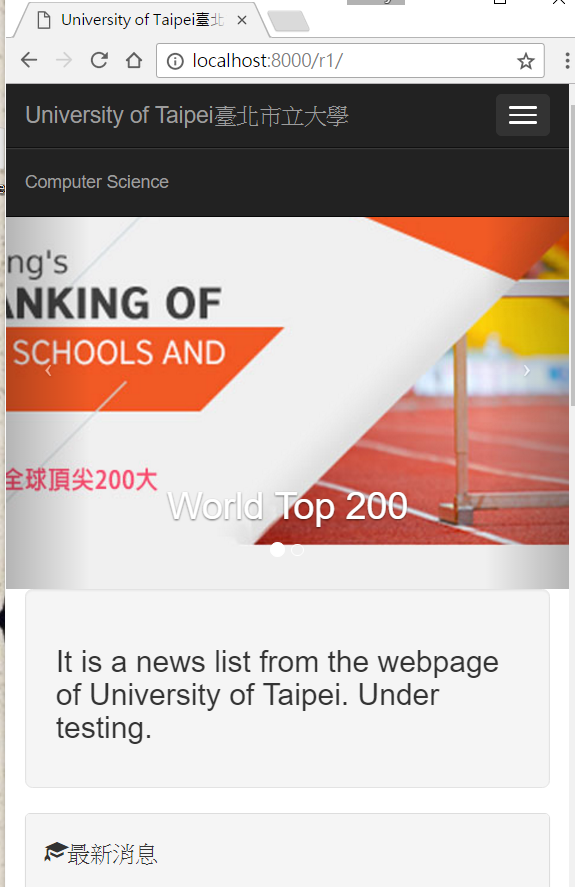 University of Taipei臺北
localhost:8000/r1/
University of Taipei臺北市立大學
Computer Science
ng's
ANKING OF
SCHOOLS AND
全球頂尖200大
World Top 200
It is a news list from the webpage
of University of Taipei. Under
testing.
最新消息